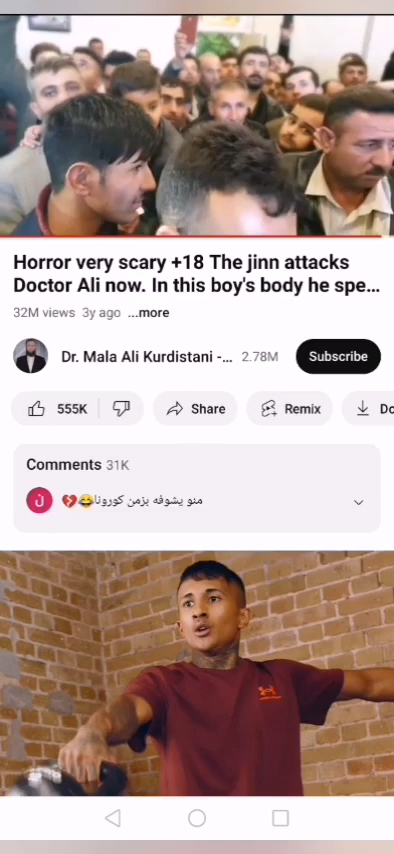 Horror very scary +18 The jinn attacks
Doctor Ali now. In this boy's body he spe...
32M views 3y ago ...more
Dr. Mala Ali Kurdistani -... 2.78M Subscribe
555K Share Remix Do
Comments 31K
ن 💔😂منو يشوفه بزمن كورونا